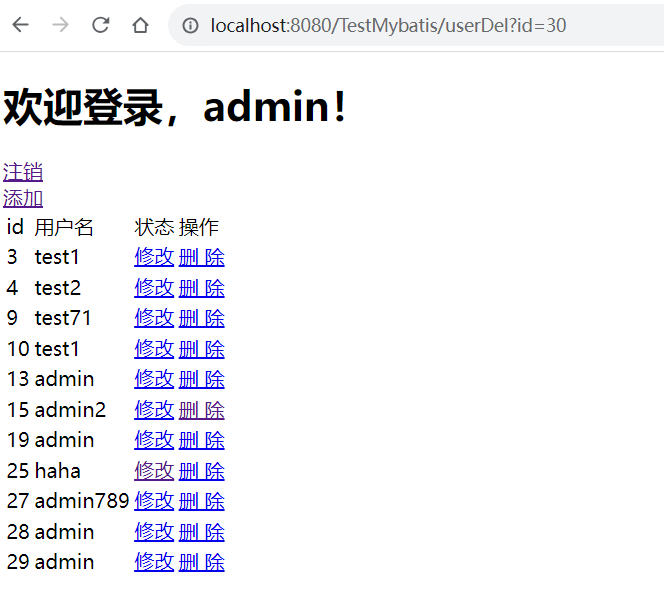 localhost:8080/TestMybatis/userDel?id=30
欢迎登录，admin！
注销
添加
id 用户名 状态 操作
3 test1 修改 删 除
4 test2 修改 删 除
9 test71 修改 删 除
10 test1 修改 删 除
13 admin 修改 删 除
15 admin2 修改 删 除
19 admin 修改 删 除
25 haha 修改 删 除
27 admin789 修改 删 除
28 admin 修改 删 除
29 admin 修改 删 除